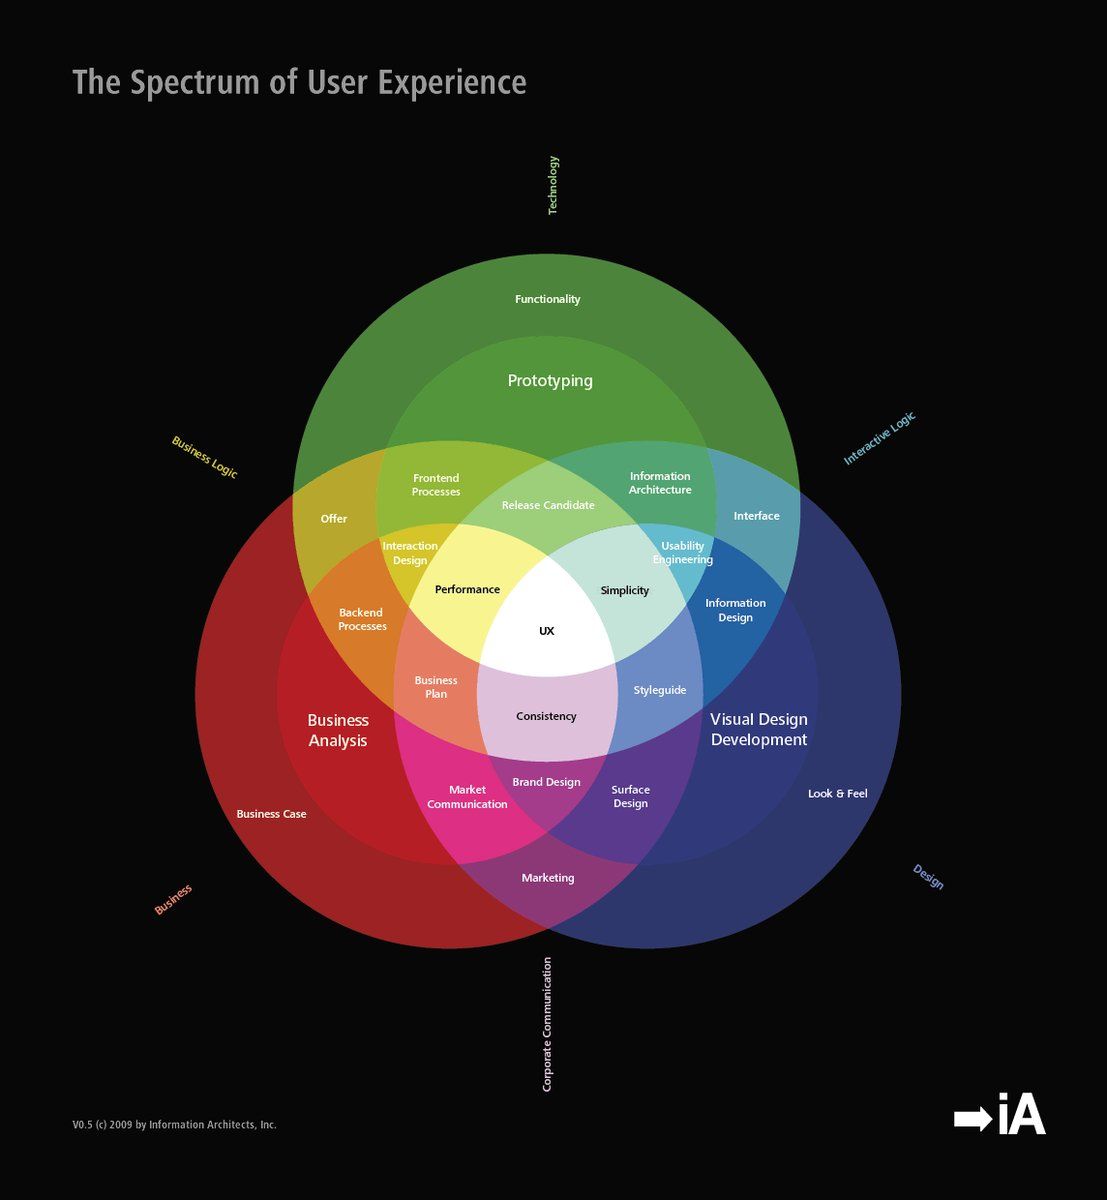 The Spectrum of User Experience
Technology
Functionality
Prototyping
Business Logic
Interactive Logic
Frontend
Processes
Information
Architecture
Release Candidate
Offer
Interface
Interaction
Design
Usability
Engineering
Performance
Simplicity
Backend
Processes
Information
Design
UX
Business
Plan
Styleguide
Consistency
Business
Analysis
Visual Design
Development
Brand Design
Market
Communication
Surface
Design
Look & Feel
Business Case
Marketing
Business
Design
Corporate Communication
V0.5 (c) 2009 by Information Architects, Inc.
iA